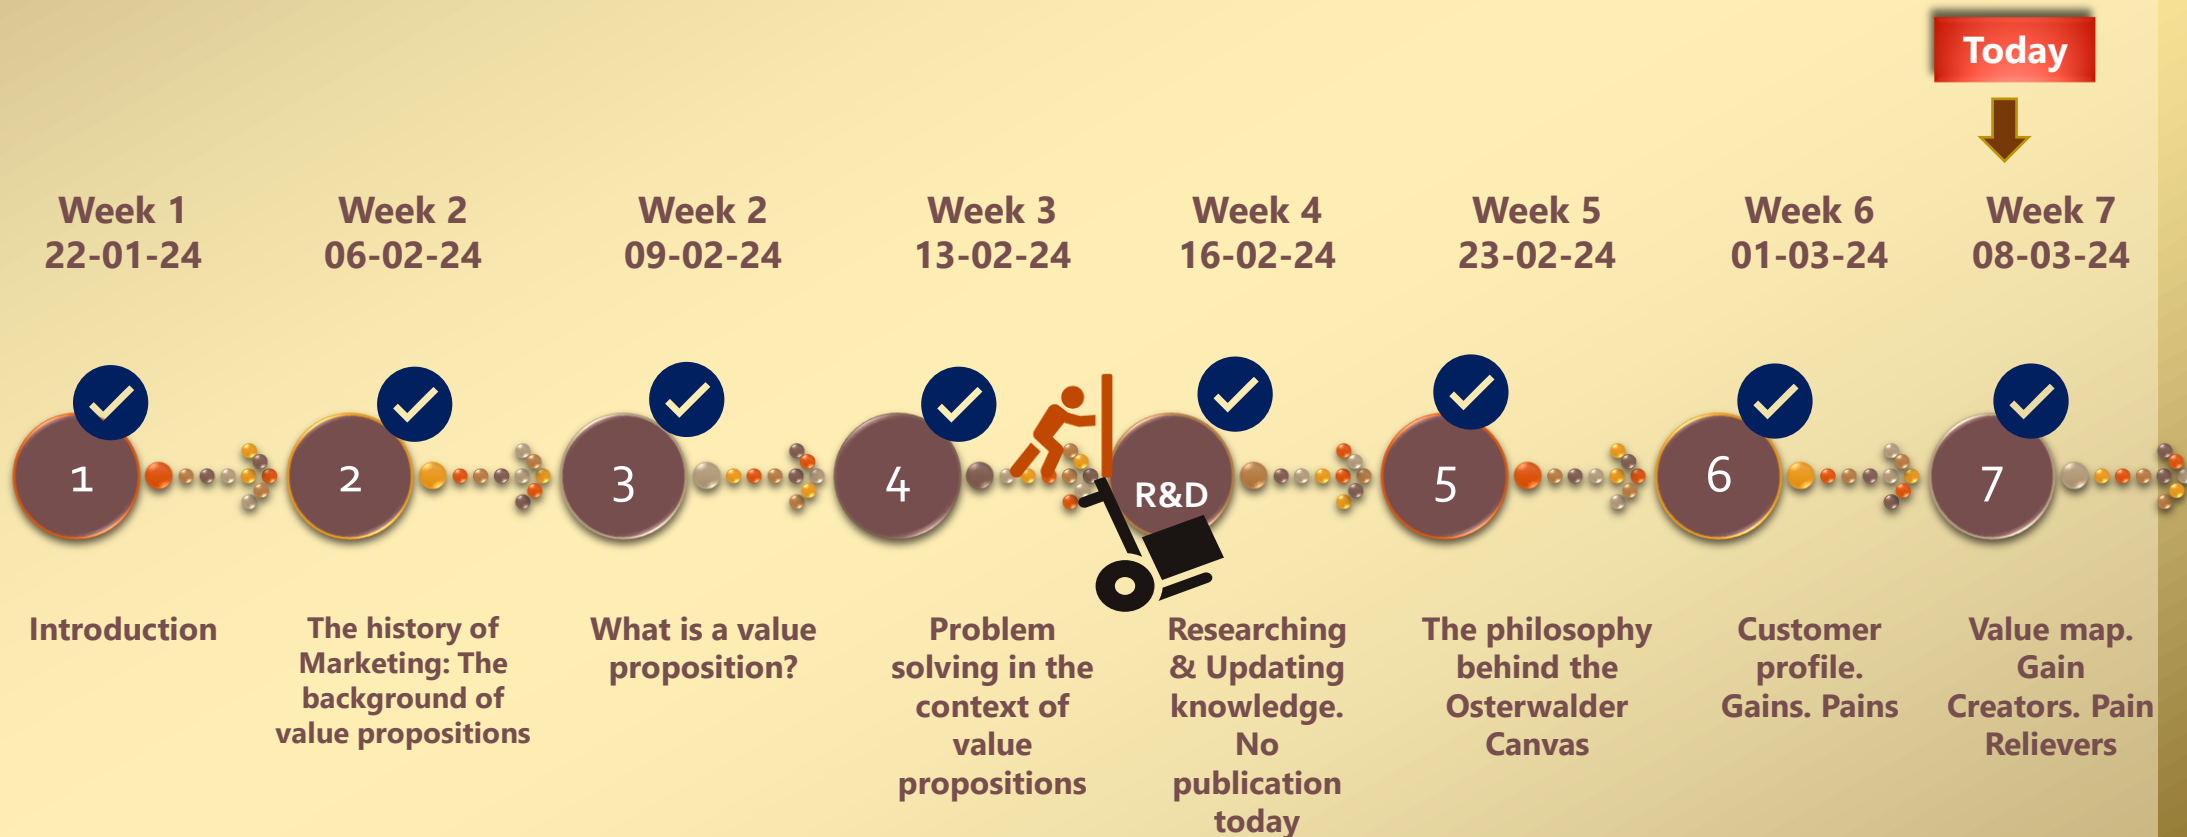 Today
Week 1
22-01-24
Week 2
06-02-24
Week 2
09-02-24
Week 3
13-02-24
Week 4
16-02-24
Week 5
23-02-24
Week 6
01-03-24
Week 7
08-03-24
1
2
3
4
R&D
5
6
7
Introduction
The history of
Marketing: The
background of
value propositions
What is a value
proposition?
Problem
solving in the
context of
value
propositions
Researching
& Updating
knowledge.
No
publication
today
The philosophy
behind the
Osterwalder
Canvas
Customer
profile.
Gains. Pains
Value map.
Gain
Creators. Pain
Relievers